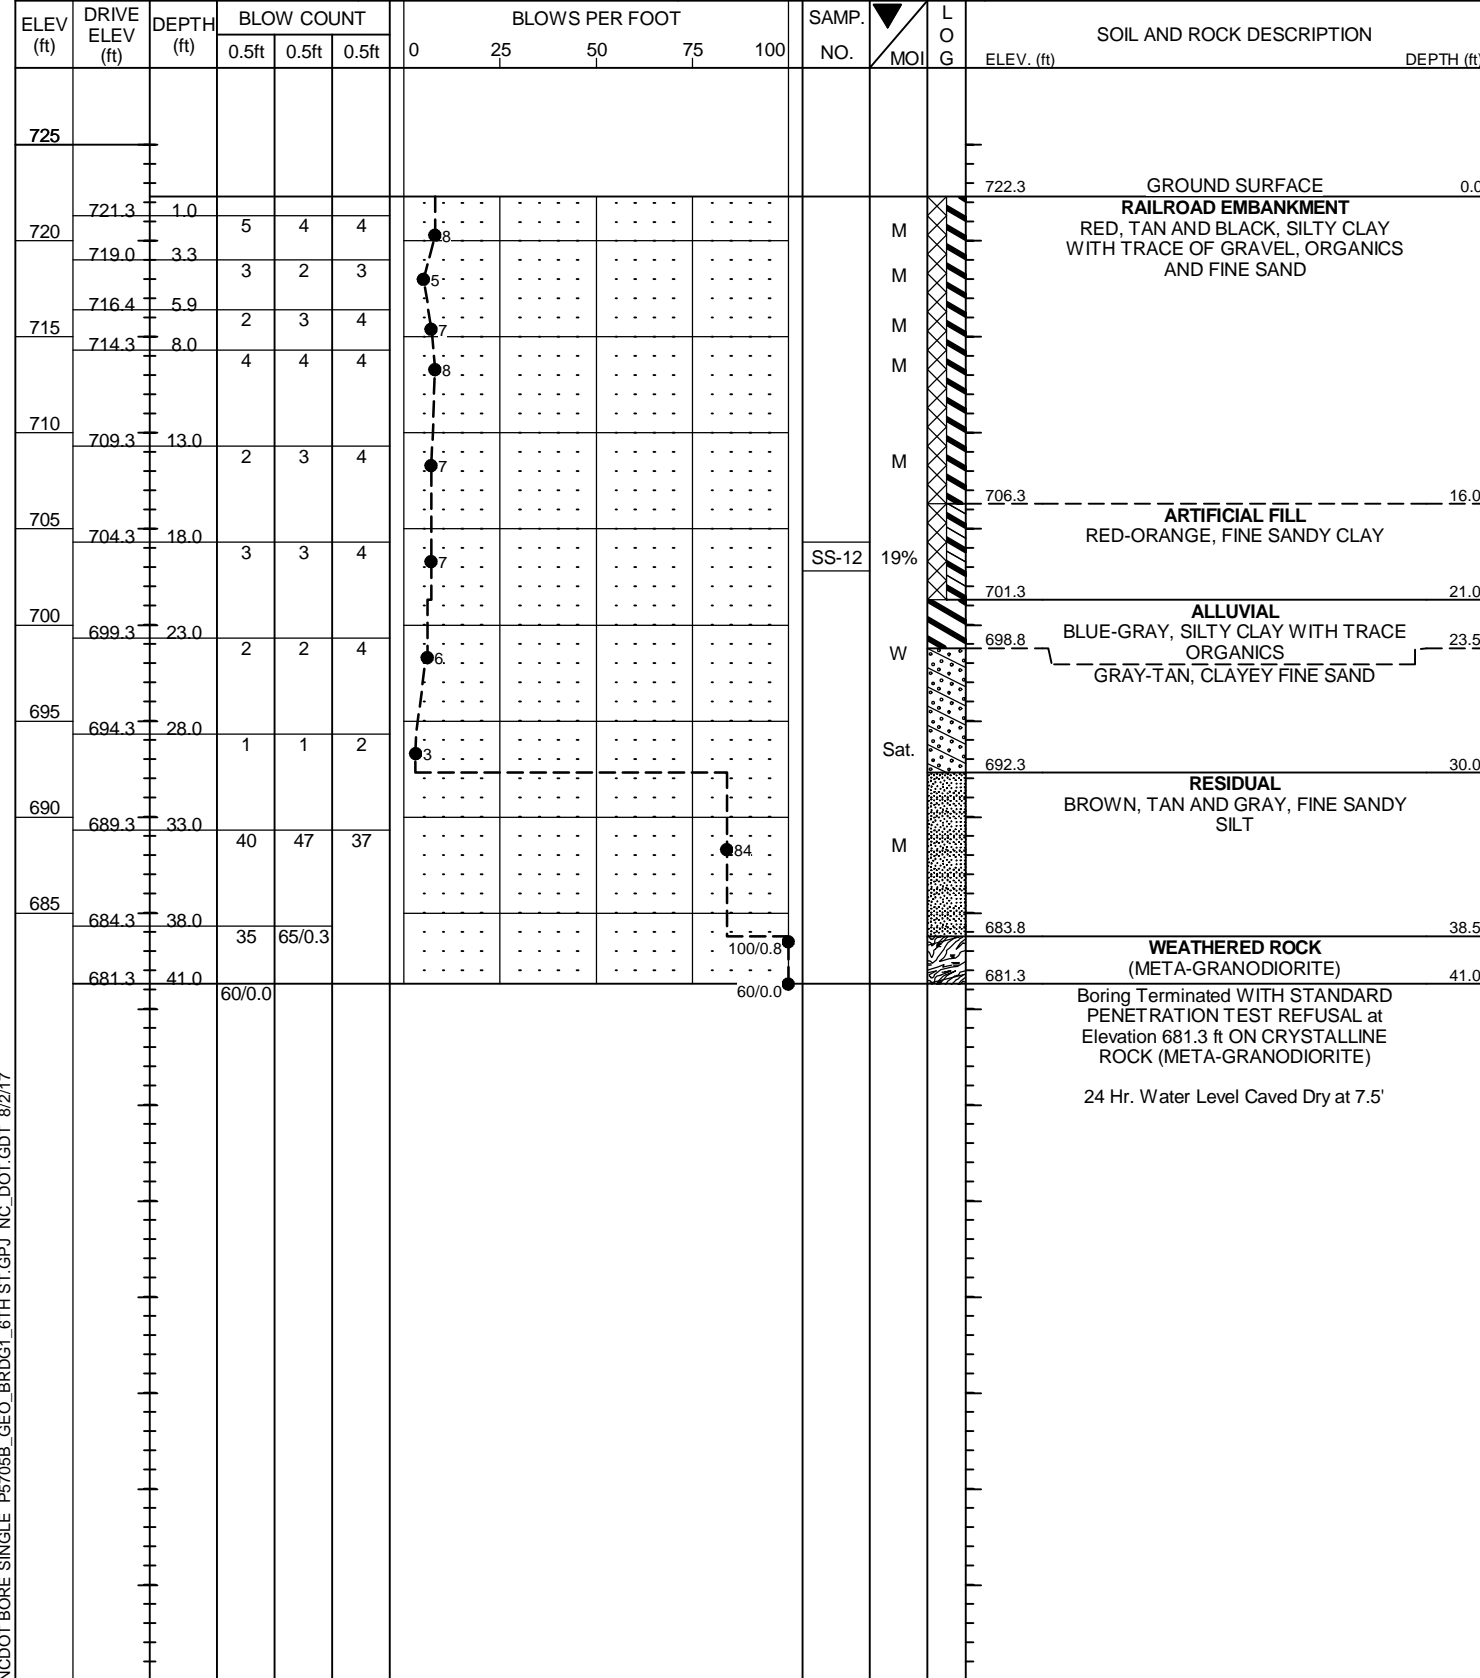 ELEV (ft) DRIVE ELEV (ft) DEPTH (ft) BLOW COUNT BLOWS PER FOOT SAMP. NO. MOI LOG SOIL AND ROCK DESCRIPTION
0.5ft 0.5ft 0.5ft 0 25 50 75 100 ELEV. (ft) DEPTH (ft)
725
722.3 GROUND SURFACE 0.0
721.3 1.0 RAILROAD EMBANKMENT
720 5 4 4 8 M RED, TAN AND BLACK, SILTY CLAY
719.0 3.3 WITH TRACE OF GRAVEL, ORGANICS
3 2 3 5 M AND FINE SAND
716.4 5.9
715 2 3 4 7 M
714.3 8.0
4 4 4 8 M
710
709.3 13.0
2 3 4 7 M
706.3 16.0
705 ARTIFICIAL FILL
704.3 18.0 RED-ORANGE, FINE SANDY CLAY
3 3 4 7 SS-12 19%
701.3 21.0
700 ALLUVIAL
699.3 23.0 BLUE-GRAY, SILTY CLAY WITH TRACE
698.8 ORGANICS 23.5
2 2 4 6 W
GRAY-TAN, CLAYEY FINE SAND
695
694.3 28.0
1 1 2 3 Sat.
692.3 30.0
RESIDUAL
690 BROWN, TAN AND GRAY, FINE SANDY
689.3 33.0 SILT
40 47 37 84 M
685
684.3 38.0 683.8 38.5
35 65/0.3 100/0.8 WEATHERED ROCK
(META-GRANODIORITE)
681.3 41.0 681.3 41.0
60/0.0 60/0.0 Boring Terminated WITH STANDARD
PENETRATION TEST REFUSAL at
Elevation 681.3 ft ON CRYSTALLINE
ROCK (META-GRANODIORITE)
24 Hr. Water Level Caved Dry at 7.5'
NCDOT BORE SINGLE P5705B_GEO_BRDG1_6TH ST.GPJ NC_DOT.GDT 8/2/17